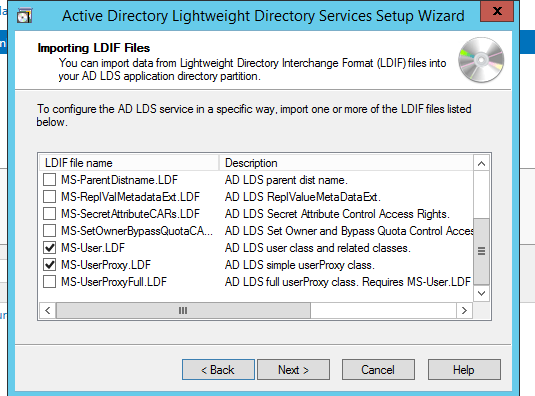 Active Directory Lightweight Directory Services Setup Wizard
Importing LDIF Files
You can import data from Lightweight Directory Interchange Format (LDIF) files into
your AD LDS application directory partition.
To configure the AD LDS service in a specific way, import one or more of the LDIF files listed
below.
LDIF file name Description
MS-ParentDistname.LDF AD LDS parent dist name.
MS-ReplValMetadataExt.LDF AD LDS ReplValueMetaDataExt.
MS-SecretAttributeCARs.LDF AD LDS Secret Attribute Control Access Rights.
MS-SetOwnerBypassQuotaCA... AD LDS Set Owner and Bypass Quota Control Acces
MS-User.LDF AD LDS user class and related classes.
MS-UserProxy.LDF AD LDS simple userProxy class.
MS-UserProxyFull.LDF AD LDS full userProxy class. Requires MS-User.LDF
< Back Next > Cancel Help